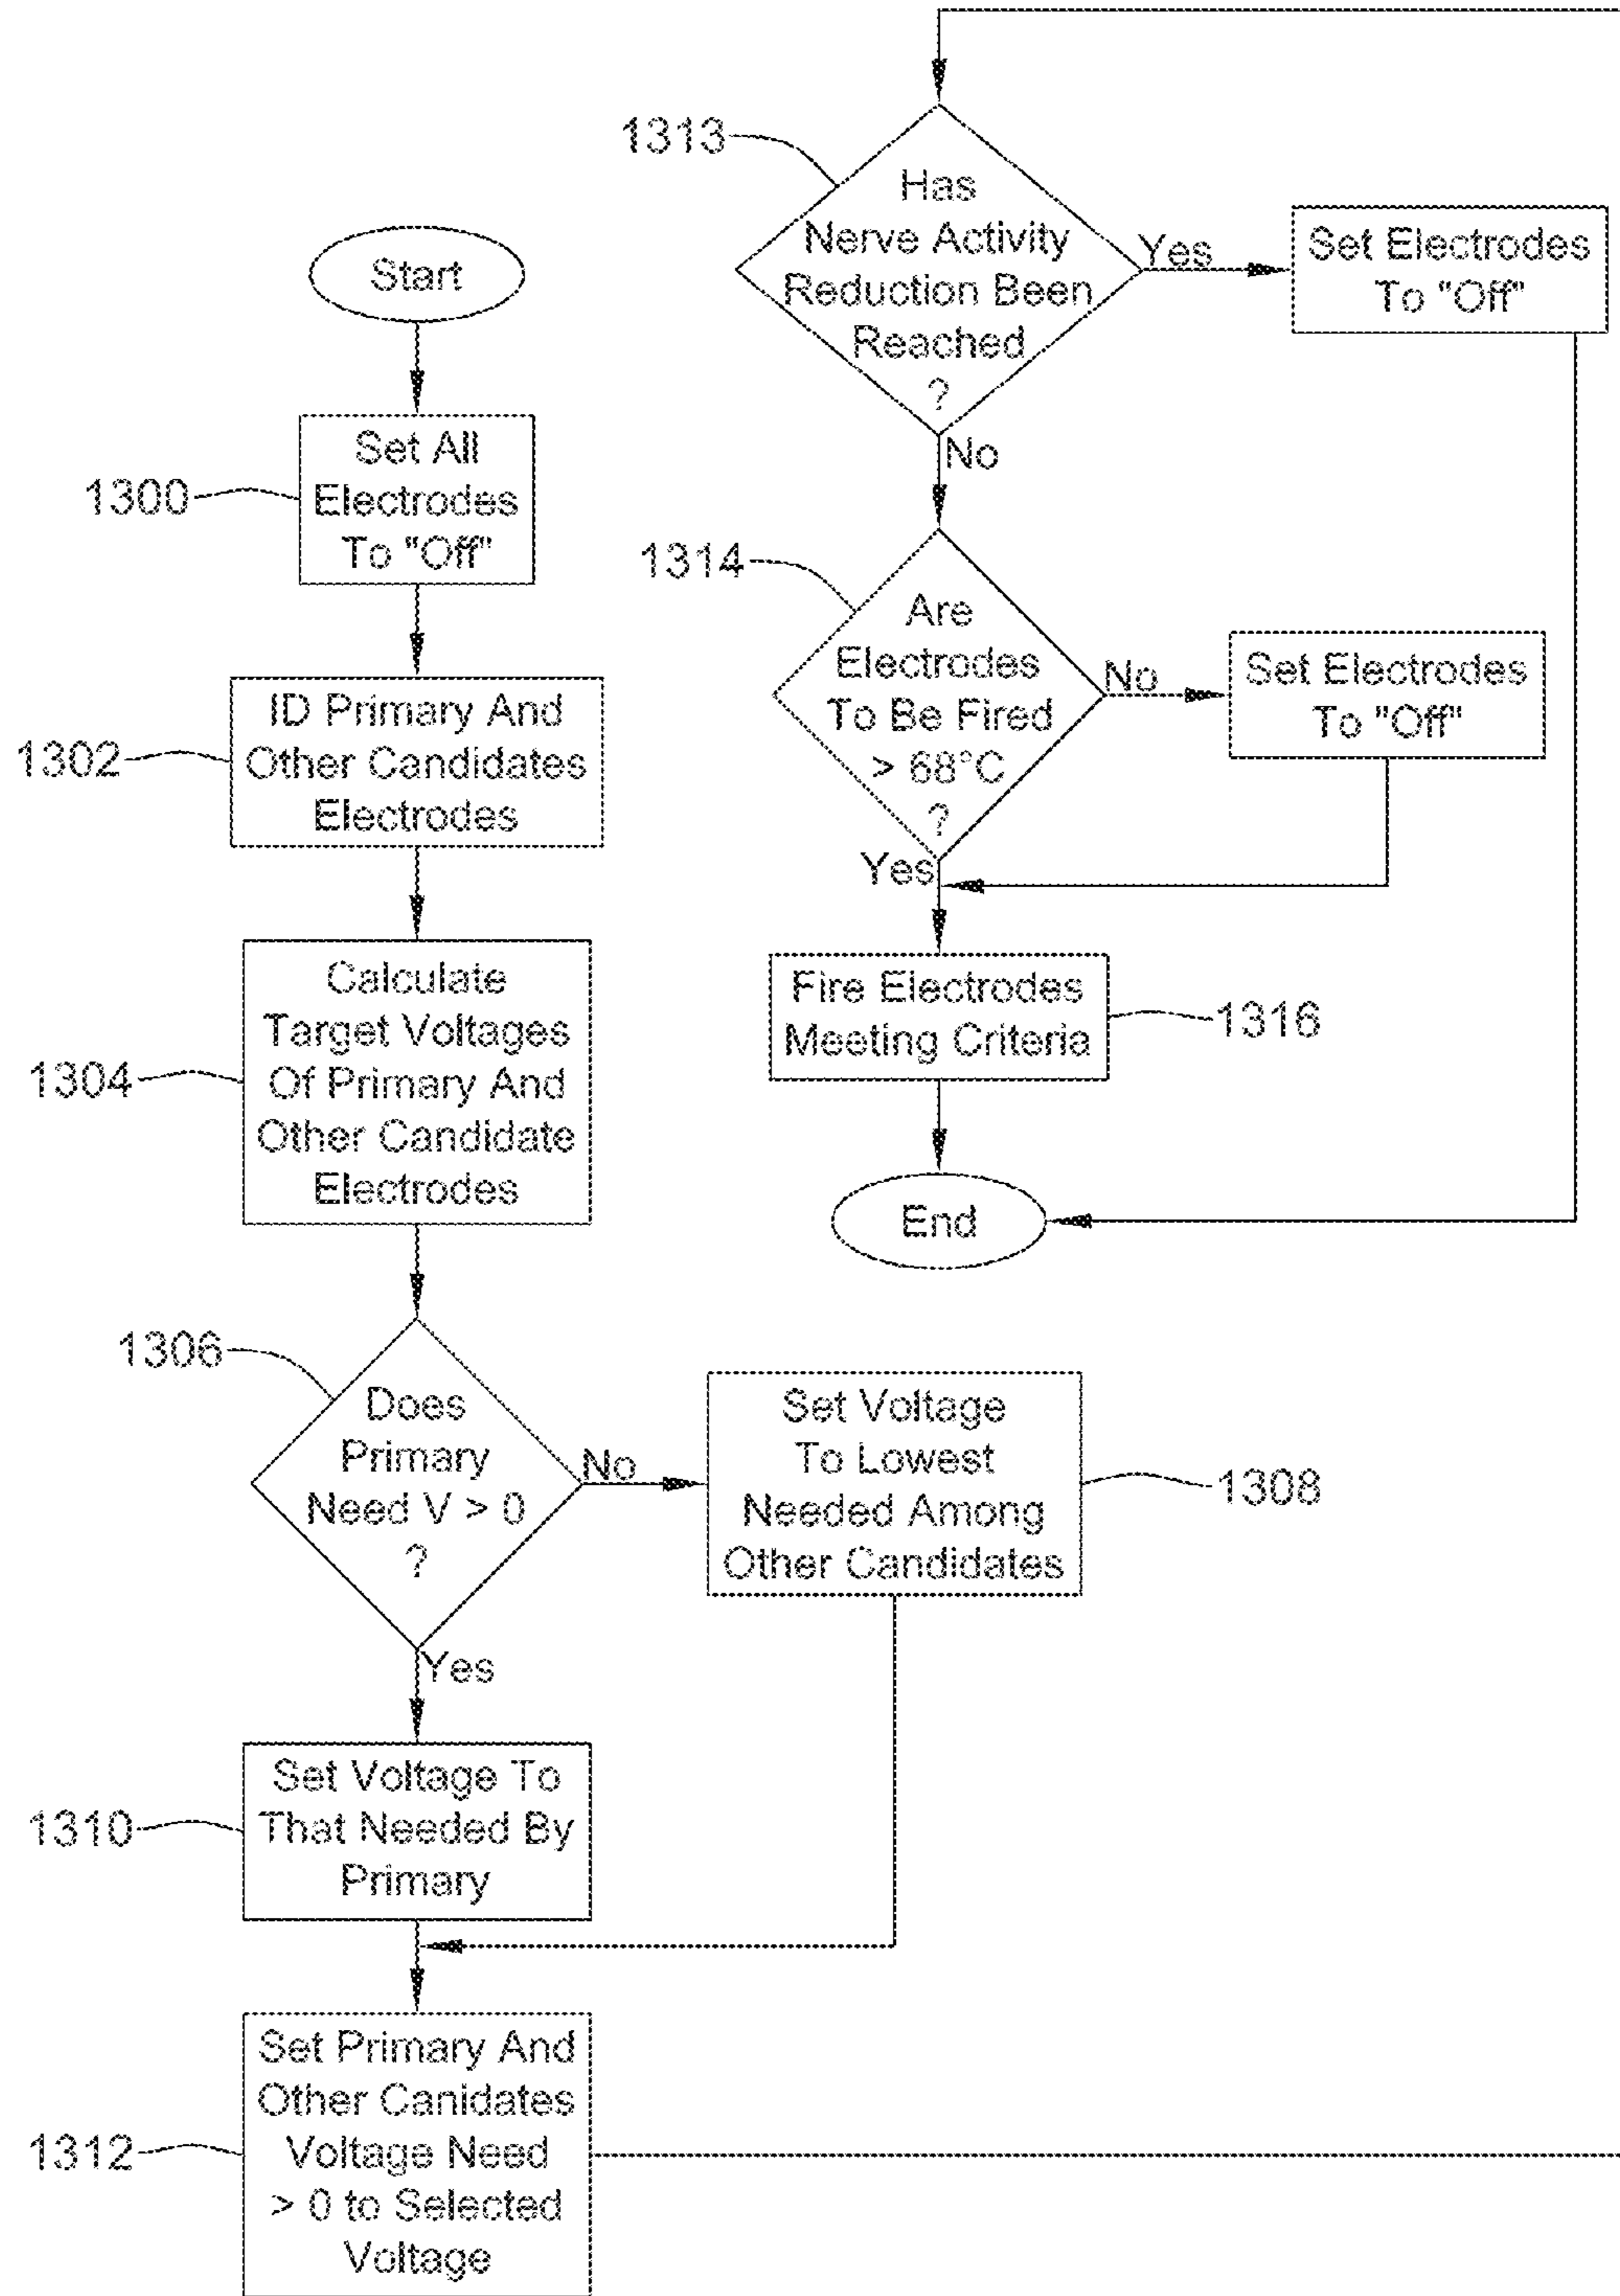 Start
1300
Set All
Electrodes
To "Off"
1302
ID Primary And
Other Candidates
Electrodes
1304
Calculate
Target Voltages
Of Primary And
Other Candidate
Electrodes
1306
Does
Primary
Need V > 0
?
No
Yes
Set Voltage
To Lowest
Needed Among
Other Candidates
1308
1310
Set Voltage To
That Needed By
Primary
1312
Set Primary And
Other Canidates
Voltage Need
> 0 to Selected
Voltage
1313
Has
Nerve Activity
Reduction Been
Reached
?
Yes
Set Electrodes
To "Off"
No
1314
Are
Electrodes
To Be Fired
> 68°C
?
No
Set Electrodes
To "Off"
Yes
Fire Electrodes
Meeting Criteria
1316
End